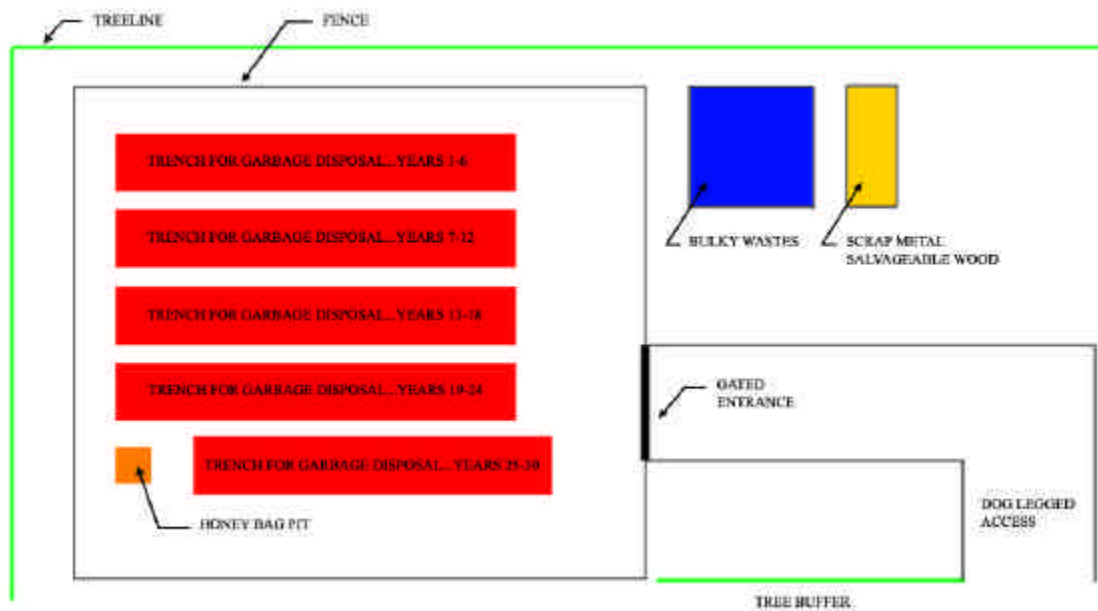 TREELINE
FENCE
TRENCH FOR GARBAGE DISPOSAL...YEARS 1-6
TRENCH FOR GARBAGE DISPOSAL...YEARS 7-12
TRENCH FOR GARBAGE DISPOSAL...YEARS 13-18
TRENCH FOR GARBAGE DISPOSAL...YEARS 19-24
TRENCH FOR GARBAGE DISPOSAL...YEARS 25-30
HONEY BAG PIT
BULKY WASTES
SCRAP METAL
SALVAGEABLE WOOD
GATED
ENTRANCE
DOG LEGGED
ACCESS
TREE BUFFER